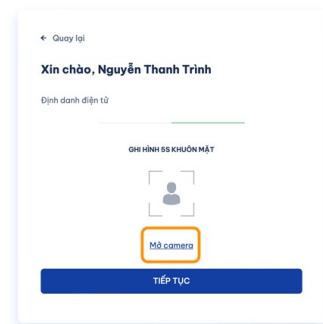 ← Quay lại
Xin chào, Nguyễn Thanh Trình
Định danh điện tử
GHI HÌNH 5S KHUÔN MẶT
Mở camera
TIẾP TỤC